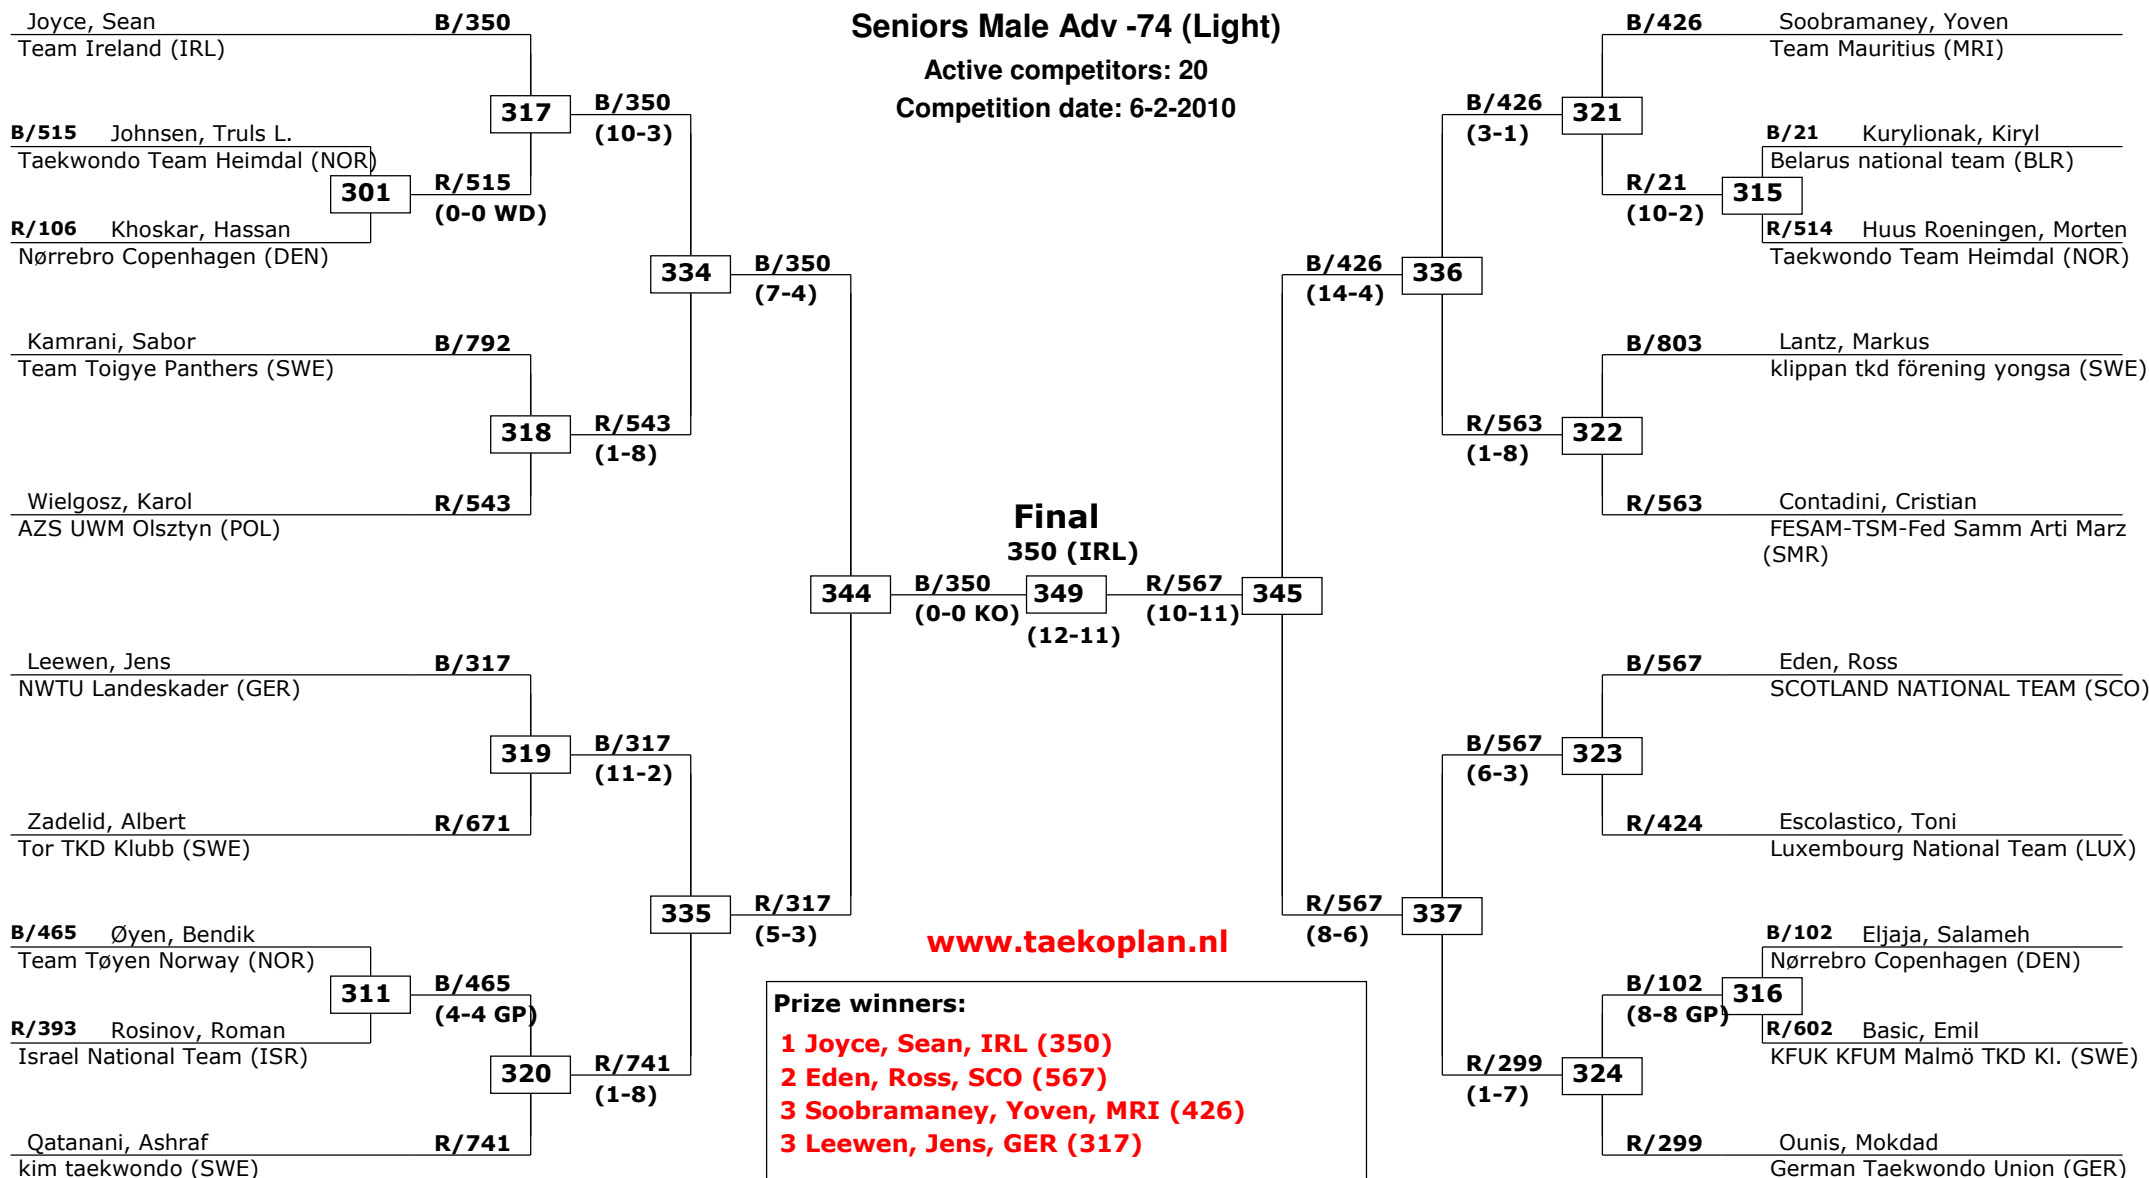 Seniors Male Adv -74 (Light)
Active competitors: 20
Competition date: 6-2-2010
Joyce, Sean
B/350
Team Ireland (IRL)
317
B/350
(10-3)
B/515 Johnsen, Truls L.
Taekwondo Team Heimdal (NOR)
301
R/515
(0-0 WD)
R/106 Khoskar, Hassan
Nørrebro Copenhagen (DEN)
334
B/350
(7-4)
Kamrani, Sabor
B/792
Team Toigye Panthers (SWE)
318
R/543
(1-8)
Wielgosz, Karol
R/543
AZS UWM Olsztyn (POL)
344
B/350
(0-0 KO)
Leewen, Jens
B/317
NWTU Landeskader (GER)
319
B/317
(11-2)
Zadelid, Albert
R/671
Tor TKD Klubb (SWE)
335
R/317
(5-3)
B/465 Øyen, Bendik
Team Tøyen Norway (NOR)
311
B/465
(4-4 GP)
R/393 Rosinov, Roman
Israel National Team (ISR)
320
R/741
(1-8)
Qatanani, Ashraf
R/741
kim taekwondo (SWE)
Final
350 (IRL)
349
(12-11)
B/426
Soobramaney, Yoven
Team Mauritius (MRI)
B/426
(3-1)
321
B/21 Kurylionak, Kiryl
Belarus national team (BLR)
R/21
(10-2)
315
R/514 Huus Roeningen, Morten
Taekwondo Team Heimdal (NOR)
B/426
(14-4)
336
B/803
Lantz, Markus
klippan tkd förening yongsa (SWE)
R/563
(1-8)
322
R/563
Contadini, Cristian
FESAM-TSM-Fed Samm Arti Marz
(SMR)
R/567
(10-11)
345
B/567
Eden, Ross
SCOTLAND NATIONAL TEAM (SCO)
B/567
(6-3)
323
R/424
Escolastico, Toni
Luxembourg National Team (LUX)
R/567
(8-6)
337
B/102 Eljaja, Salameh
Nørrebro Copenhagen (DEN)
B/102
(8-8 GP)
316
R/602 Basic, Emil
KFUK KFUM Malmö TKD Kl. (SWE)
R/299
(1-7)
324
R/299
Ounis, Mokdad
German Taekwondo Union (GER)
www.taekoplan.nl
Prize winners:
1 Joyce, Sean, IRL (350)
2 Eden, Ross, SCO (567)
3 Soobramaney, Yoven, MRI (426)
3 Leewen, Jens, GER (317)